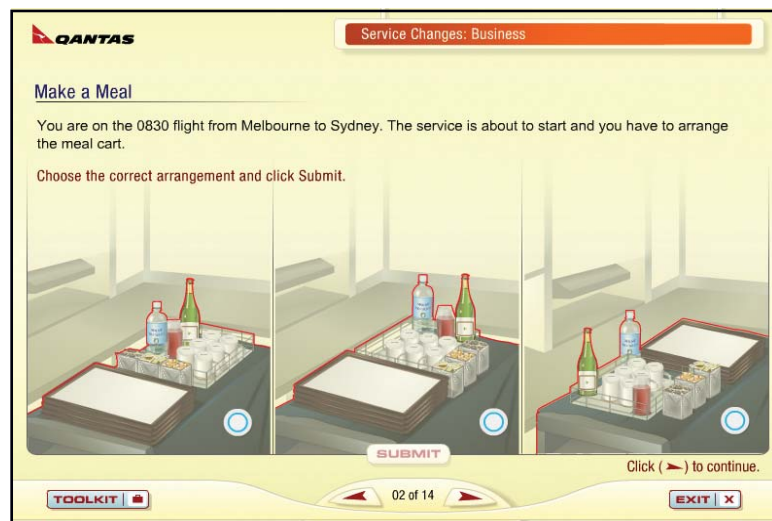 QANTAS
Service Changes: Business
Make a Meal
You are on the 0830 flight from Melbourne to Sydney. The service is about to start and you have to arrange
the meal cart.
Choose the correct arrangement and click Submit.
SUBMIT
Click ( ➤ ) to continue.
TOOLKIT
02 of 14
EXIT X